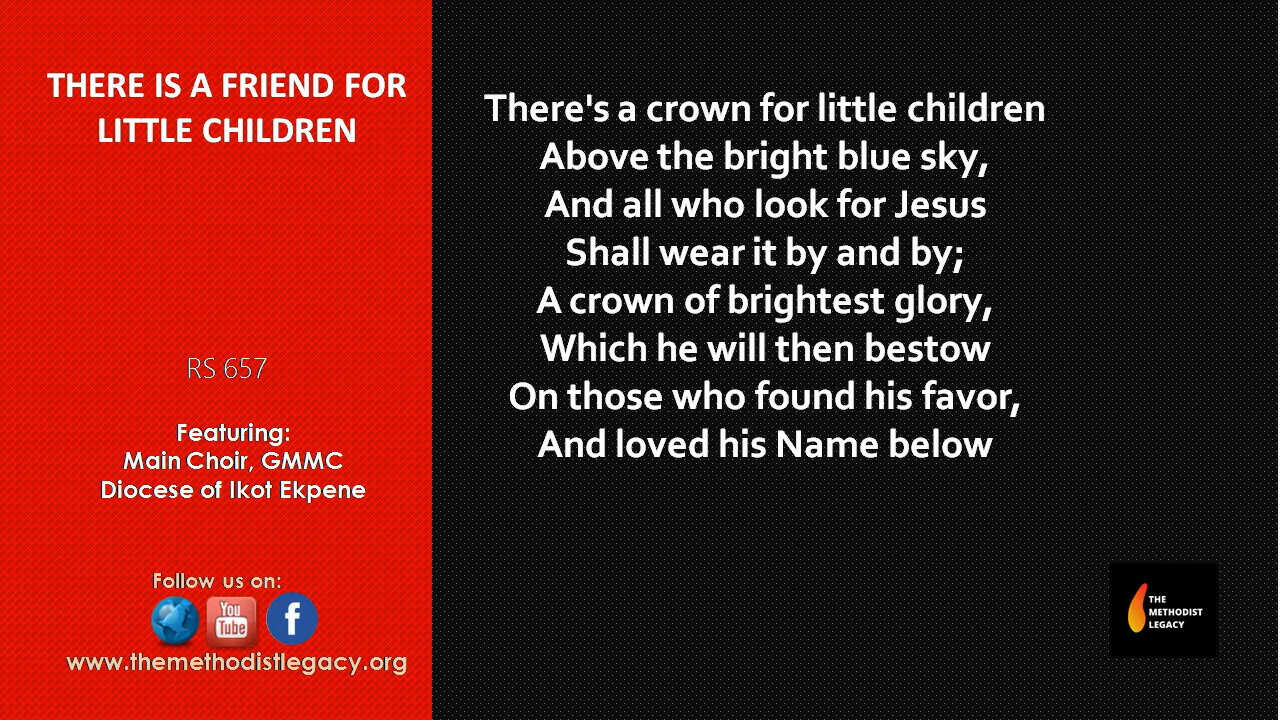 THERE IS A FRIEND FOR
LITTLE CHILDREN
RS 657
Featuring:
Main Choir, GMMC
Diocese of Ikot Ekpene
Follow us on:
You
Tube
f
www.themethodistlegacy.org
There's a crown for little children
Above the bright blue sky,
And all who look for Jesus
Shall wear it by and by;
A crown of brightest glory,
Which he will then bestow
On those who found his favor,
And loved his Name below
THE
METHODIST
LEGACY